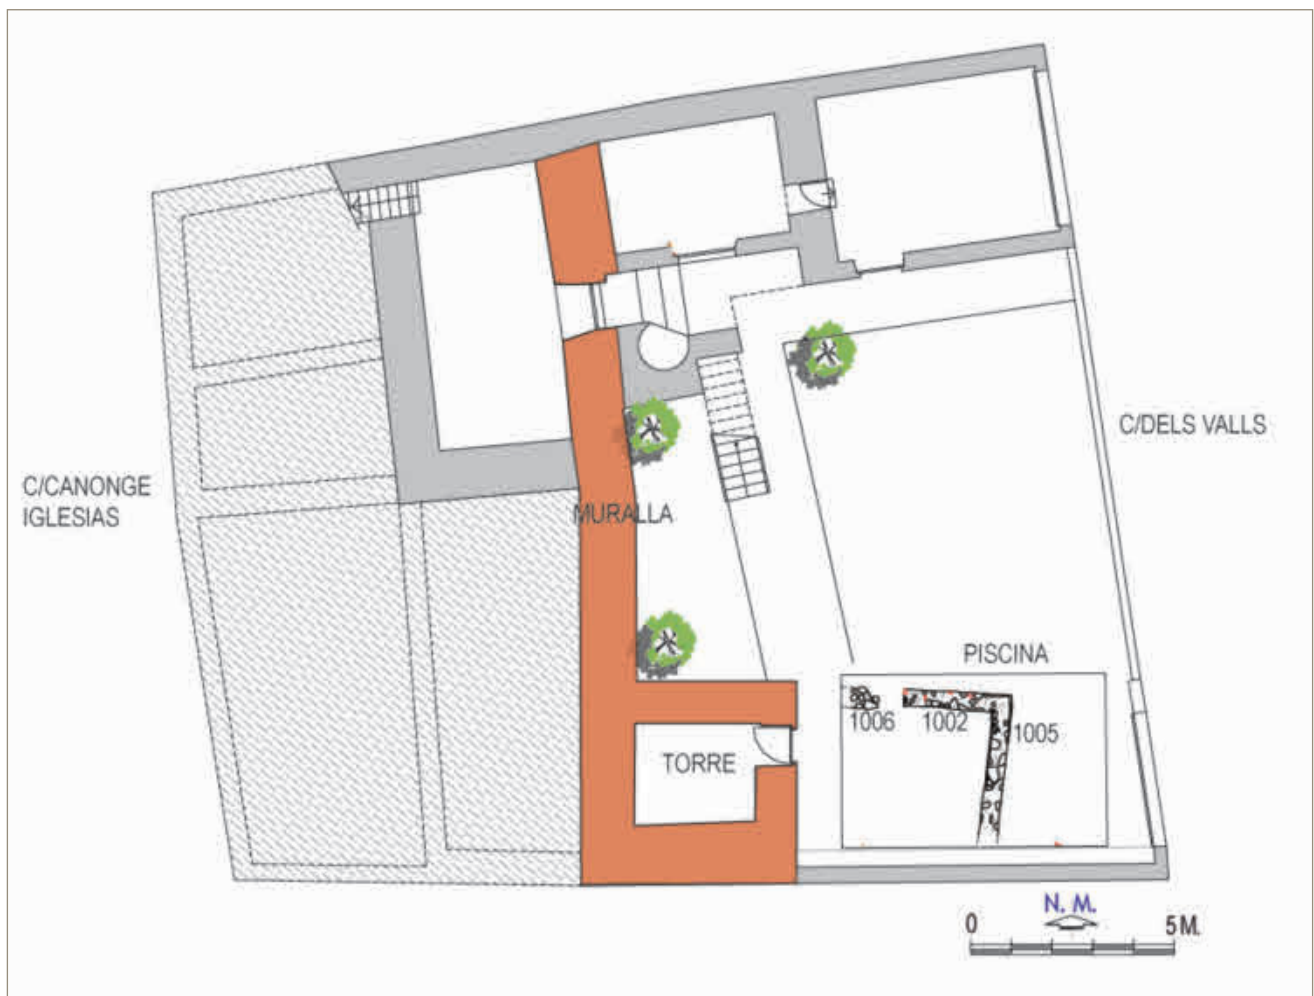 C/DELS VALLS
C/CANONGE
IGLESIAS
MURALLA
PISCINA
1006
1002
1005
TORRE
N. M.
0
5 M.